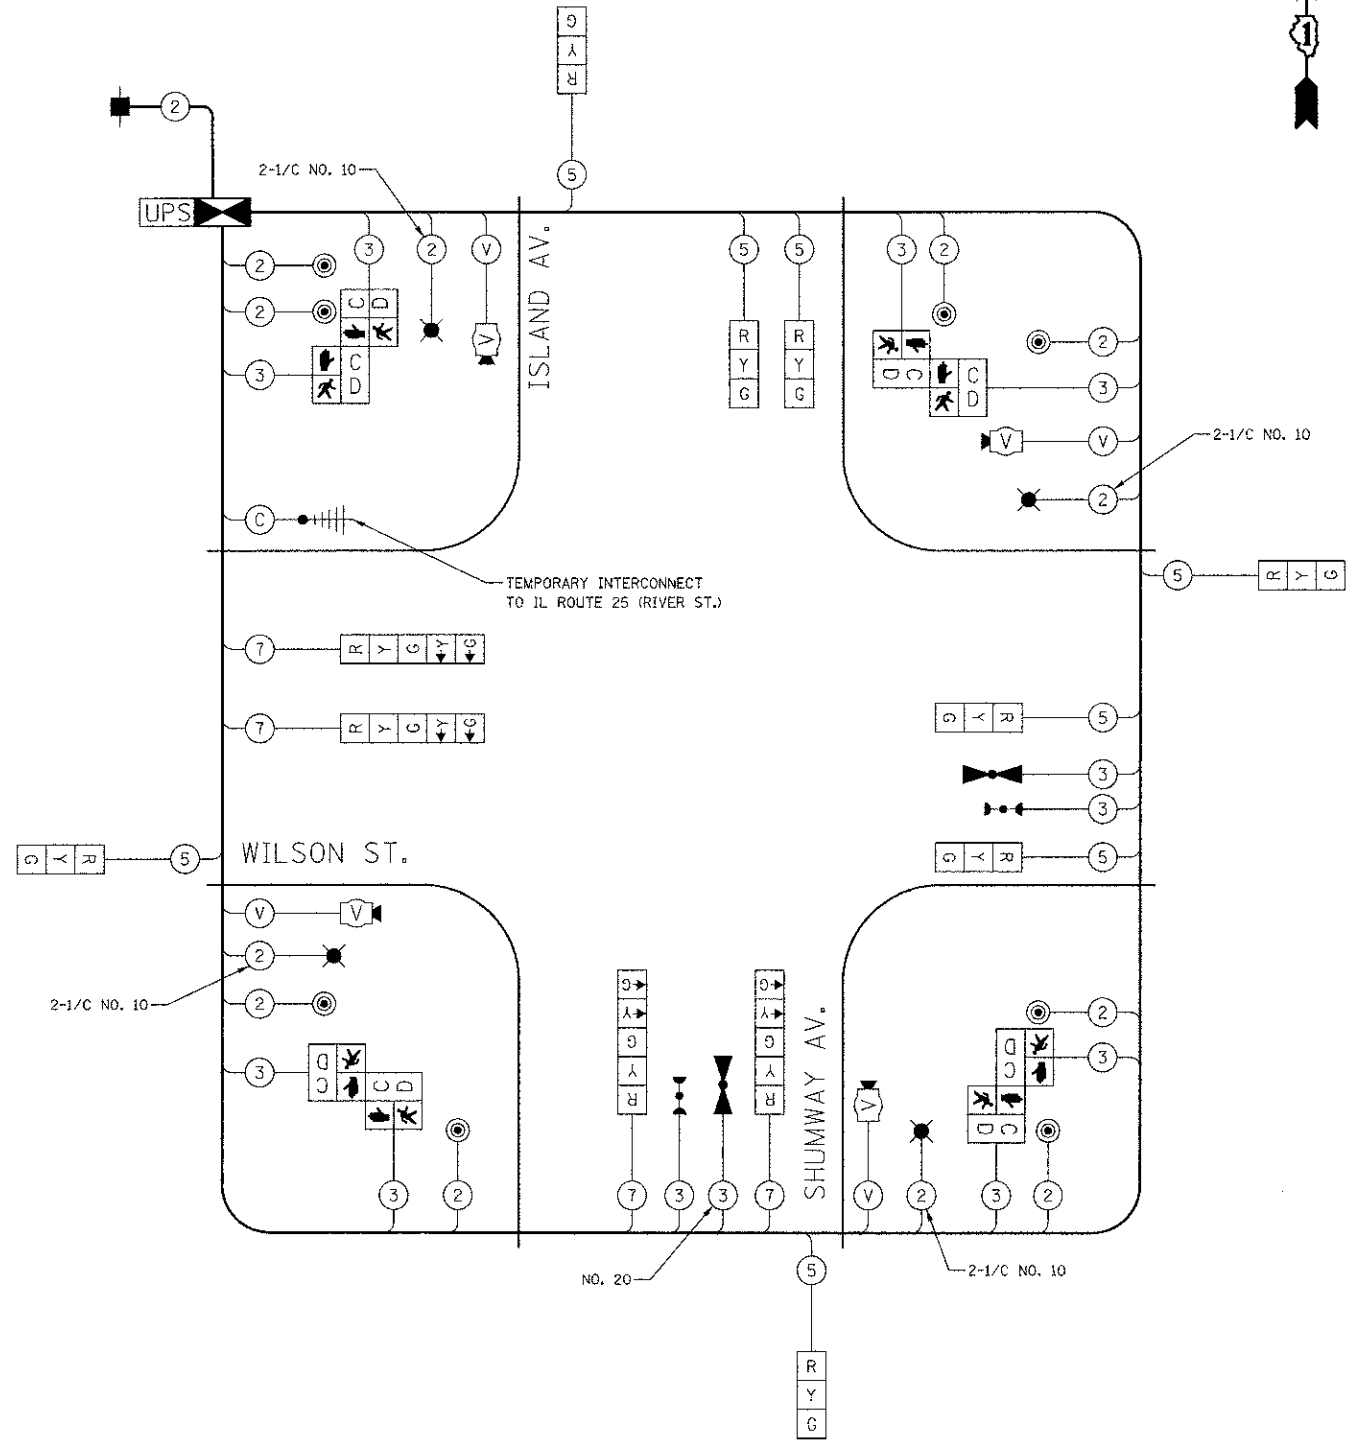 G
Y
R
1
2
2-1/C NO. 10
5
UPS
2
3
2
V
ISLAND AV.
5
5
3
2
2
C D
R
Y
G
R
Y
G
V
2
3
C
D
D C
C
D
2
3
V
V
2-1/C NO. 10
2
C
TEMPORARY INTERCONNECT
TO IL ROUTE 25 (RIVER ST.)
5
R Y G
7
R Y G Y G
7
R Y G Y G
G Y R
5
3
3
G Y R
5
G Y R
5
WILSON ST.
V
V
2
2-1/C NO. 10
2
3
D
C
C D
3
2
G
Y
G
Y
R
7
3
3
NO. 20
G
Y
G
Y
R
7
SHUMWAY AV.
V
V
2
2-1/C NO. 10
2
D
C
3
D C
3
2
5
R
Y
G